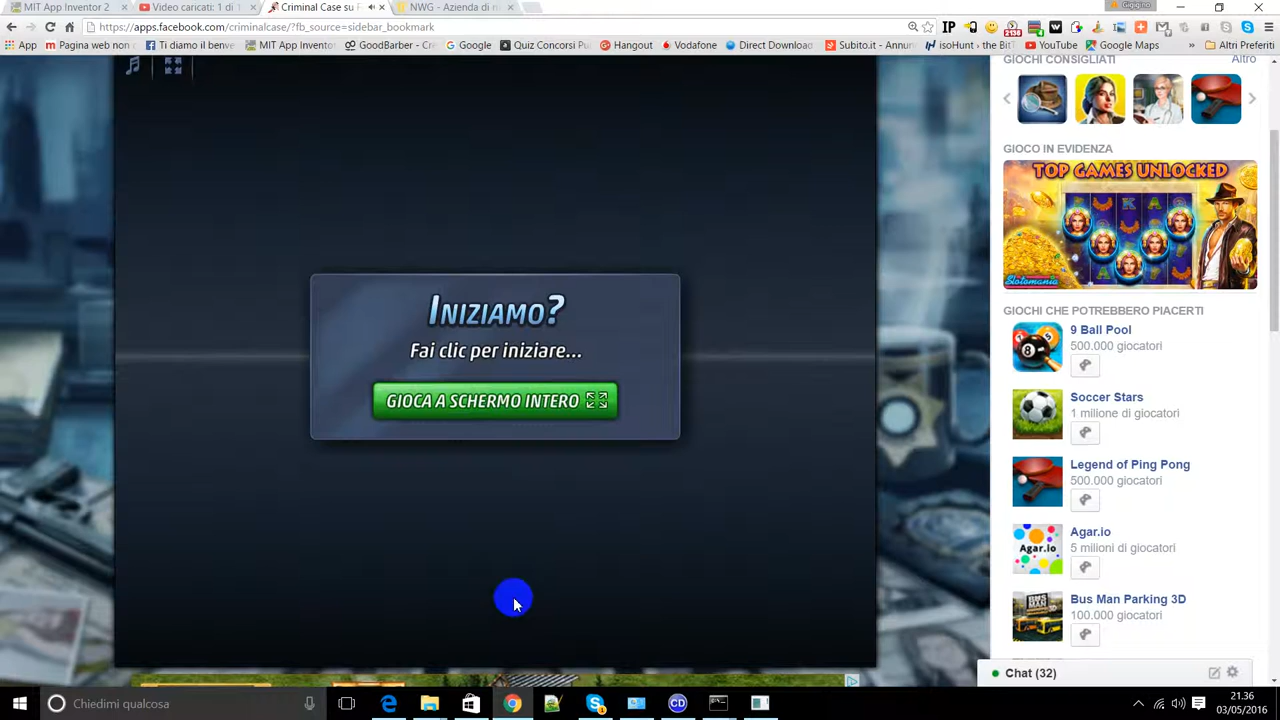 MIT App Inventor 2
Video caricati: 1 di 1
Criminal Case su F
NWG - Azienda di ri
Gigigino
https://apps.facebook.com/criminalcase/?fb_source=sidebar_bookmark
App
Pagina web nom
Ti diamo il benve
MIT App Invento
GoodBarber - Cr
Google
Quiz Concorsi P
Hangout
Vodafone
Direct Download
Subito.it - Annun
isoHunt › the BitT
YouTube
Google Maps
»
Altri Preferiti
GIOCHI CONSIGLIATI
Altro
GIOCO IN EVIDENZA
TOP GAMES UNLOCKED
Slotomania
INIZIAMO?
Fai clic per iniziare...
GIOCA A SCHERMO INTERO
GIOCHI CHE POTREBBERO PIACERTI
9 Ball Pool
500.000 giocatori
Soccer Stars
1 milione di giocatori
Legend of Ping Pong
500.000 giocatori
Agar.io
Agar.io
5 milioni di giocatori
Bus Man Parking 3D
100.000 giocatori
Chat (32)
Chiedimi qualcosa
21.36
03/05/2016